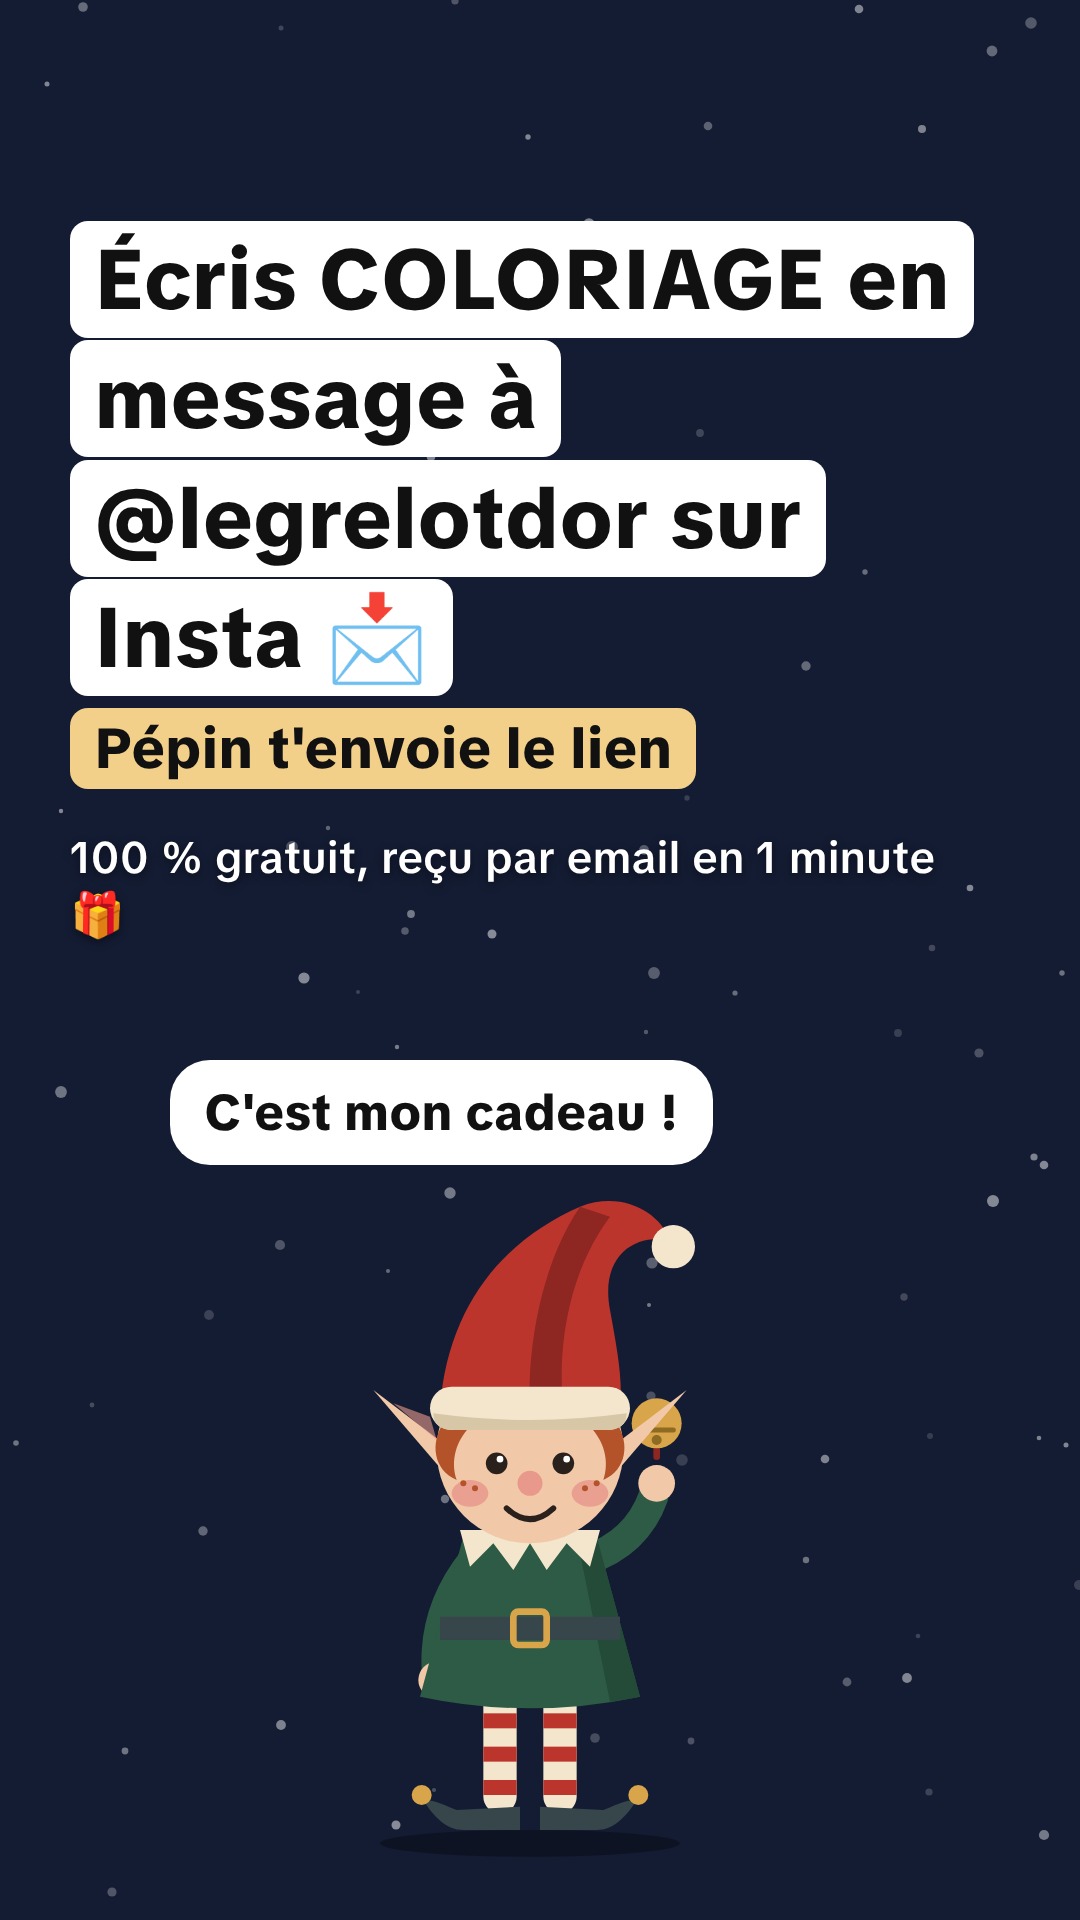 Écris COLORIAGE en
message à
@legrelotdor sur
Insta 📩
Pépin t'envoie le lien
100 % gratuit, reçu par email en 1 minute
🎁
C'est mon cadeau !